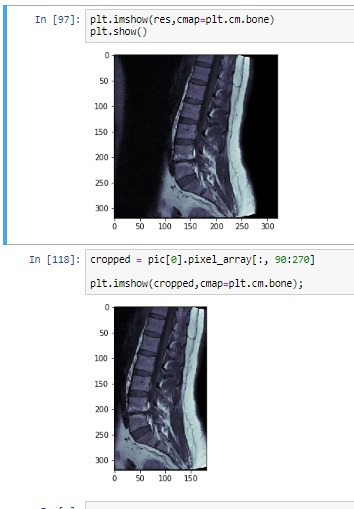 In [97]: plt.imshow(res,cmap=plt.cm.bone)
plt.show()
0
50
100
150
200
250
300
0 50 100 150 200 250 300
In [118]: cropped = pic[0].pixel_array[:, 90:270]
plt.imshow(cropped,cmap=plt.cm.bone);
0
50
100
150
200
250
300
0 50 100 150